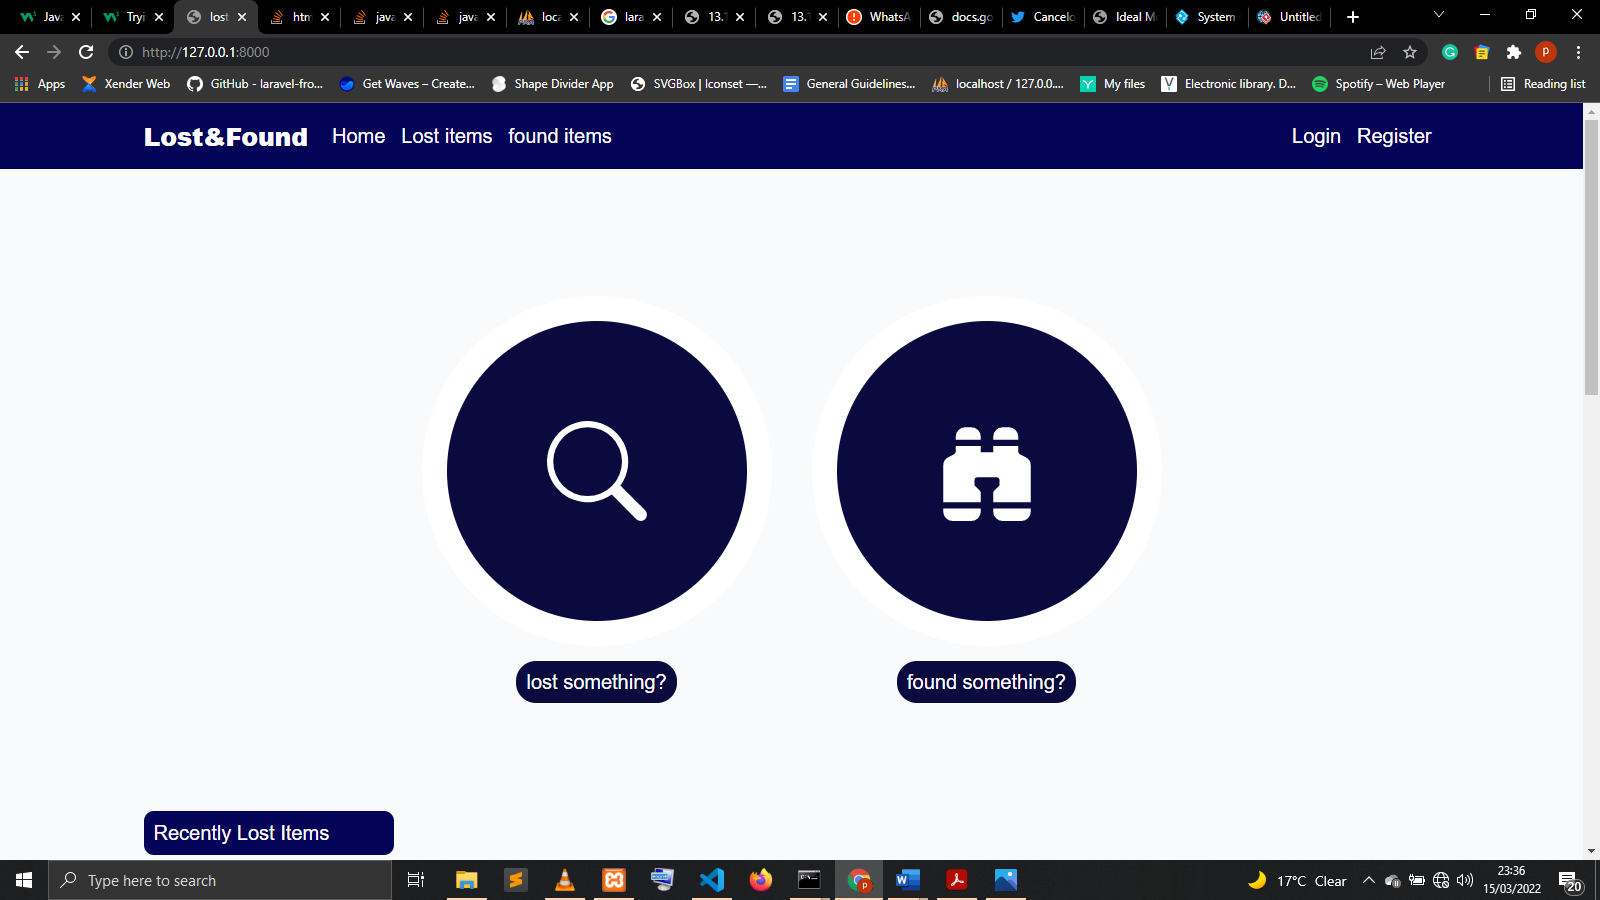 Java
Tryi
lost
htm
java
java
loca
lara
13.
13.1
WhatsA
docs.go
Cancelo
Ideal M
System
Untitled
http://127.0.0.1:8000
P
Apps
Xender Web
GitHub - laravel-fro...
Get Waves – Create...
Shape Divider App
SVGBox | Iconset —...
General Guidelines...
localhost / 127.0.0....
My files
Electronic library. D...
Spotify – Web Player
Reading list
Lost&Found
Home
Lost items
found items
Login
Register
lost something?
found something?
Recently Lost Items
Type here to search
17°C Clear
23:36
15/03/2022
20